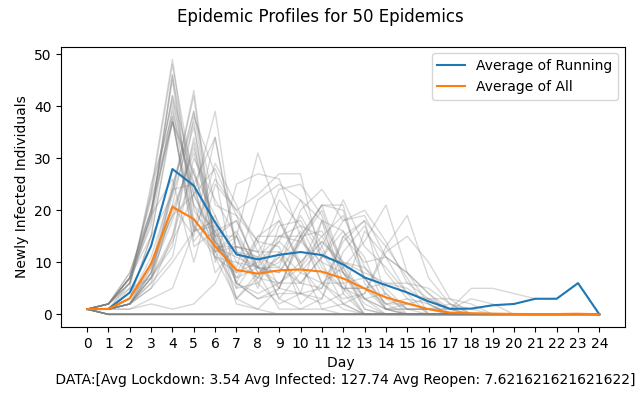 Epidemic Profiles for 50 Epidemics
Average of Running
Average of All
Newly Infected Individuals
50
40
30
20
10
0
0 1 2 3 4 5 6 7 8 9 10 11 12 13 14 15 16 17 18 19 20 21 22 23 24
Day
DATA:[Avg Lockdown: 3.54 Avg Infected: 127.74 Avg Reopen: 7.621621621621622]